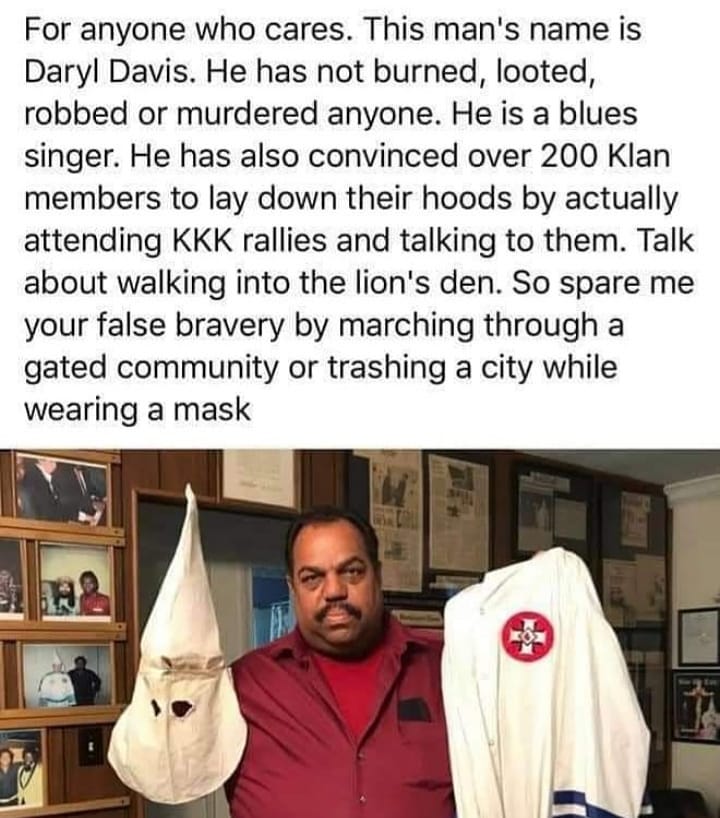 For anyone who cares. This man's name is
Daryl Davis. He has not burned, looted,
robbed or murdered anyone. He is a blues
singer. He has also convinced over 200 Klan
members to lay down their hoods by actually
attending KKK rallies and talking to them. Talk
about walking into the lion's den. So spare me
your false bravery by marching through a
gated community or trashing a city while
wearing a mask